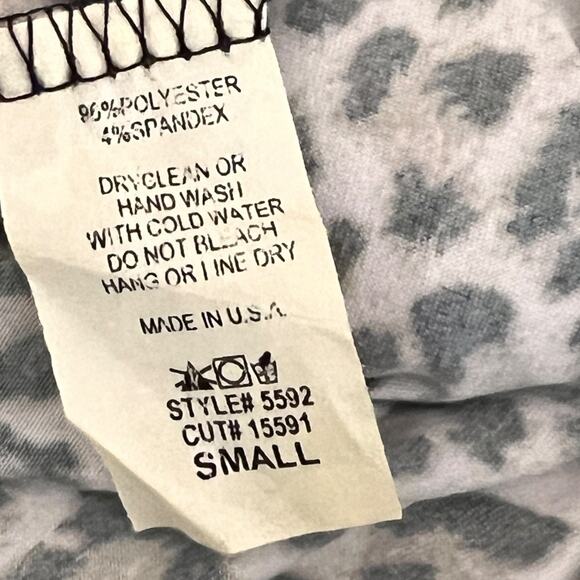 96%POLYESTER
4%SPANDEX
DRYCLEAN OR
HAND WASH
WITH COLD WATER
DO NOT BLEACH
HANG OR LINE DRY
MADE IN U.S.A.
STYLE# 5592
CUT# 15591
SMALL